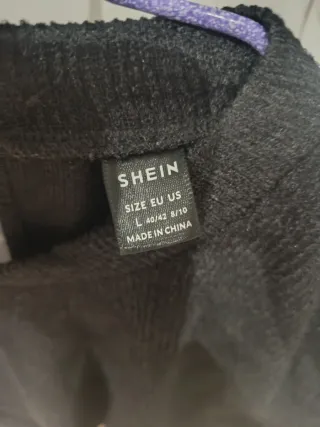 SHEIN
SIZE EU US
L 40/42 8/10
MADE IN CHINA